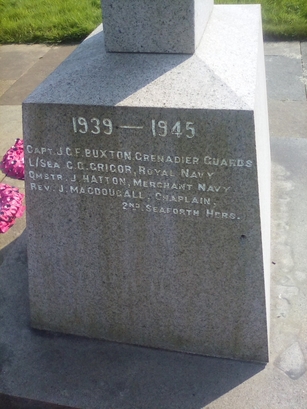 1939 — 1945
CAPT. J.G.F. BUXTON, GRENADIER GUARDS
L/SEA. C.G. GRIGOR, ROYAL NAVY
QMSTR. J. HATTON, MERCHANT NAVY
REV. J. MACDOUGALL, CHAPLAIN,
2ND SEAFORTH HGRS.